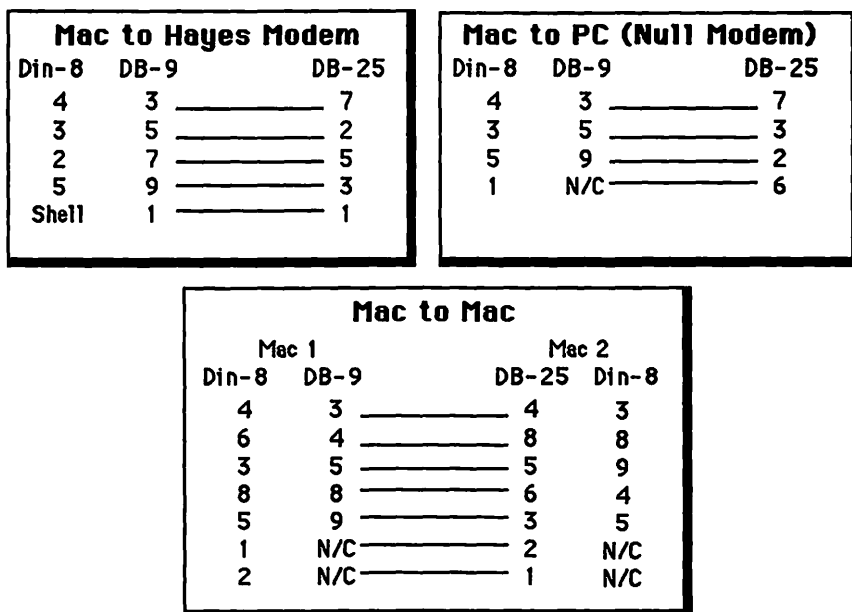 Mac to Hayes Modem
Din-8 DB-9 DB-25
4 3 7
3 5 2
2 7 5
5 9 3
Shell 1 1
Mac to PC (Null Modem)
Din-8 DB-9 DB-25
4 3 7
3 5 3
5 9 2
1 N/C 6
Mac to Mac
Mac 1 Mac 2
Din-8 DB-9 DB-25 Din-8
4 3 4 3
6 4 8 8
3 5 5 9
8 8 6 4
5 9 3 5
1 N/C 2 N/C
2 N/C 1 N/C